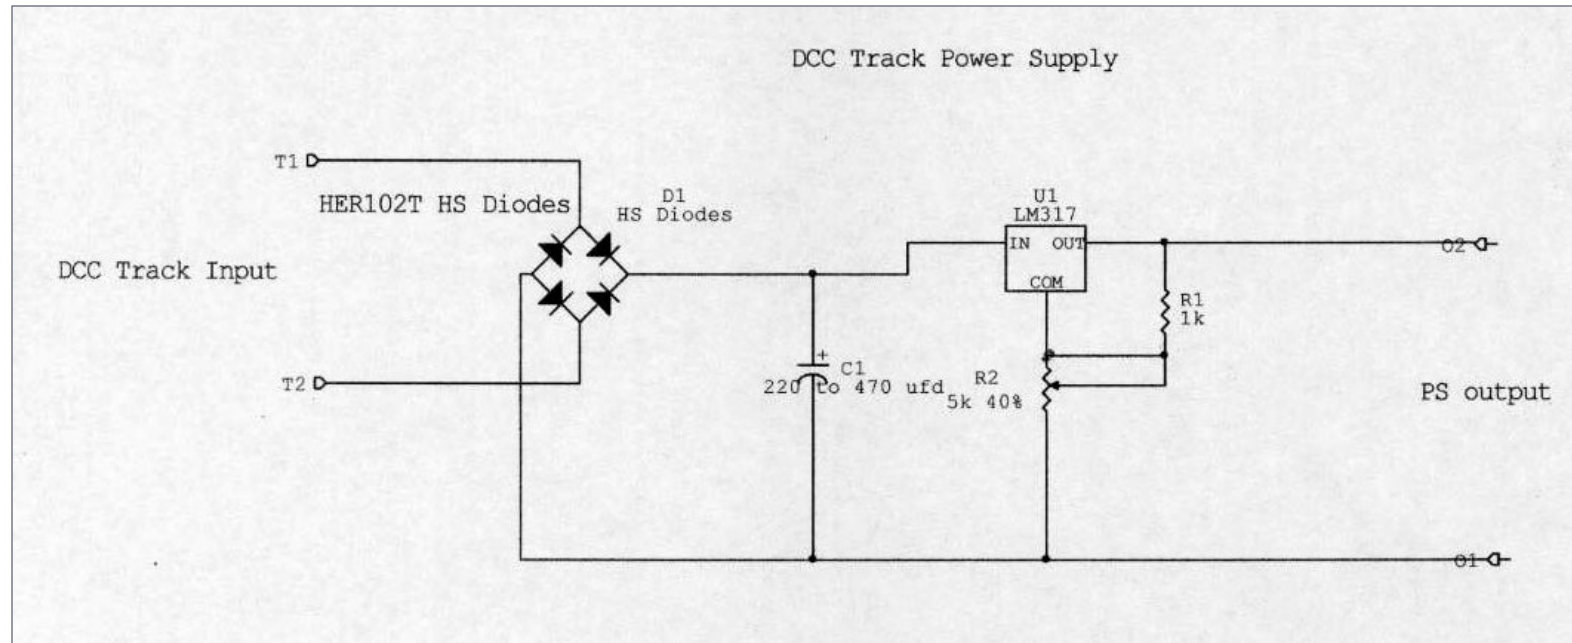 DCC Track Power Supply
T1
HER102T HS Diodes
D1
HS Diodes
U1
LM317
IN OUT
COM
O2
DCC Track Input
R1
1k
T2
C1
220 to 470 ufd
R2
5k 40%
PS output
O1